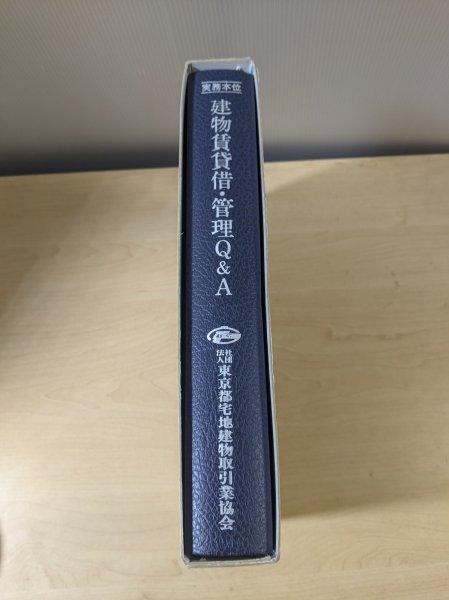 実務本位
建物賃貸借・管理Q&A
社団法人
東京都宅地建物取引業協会